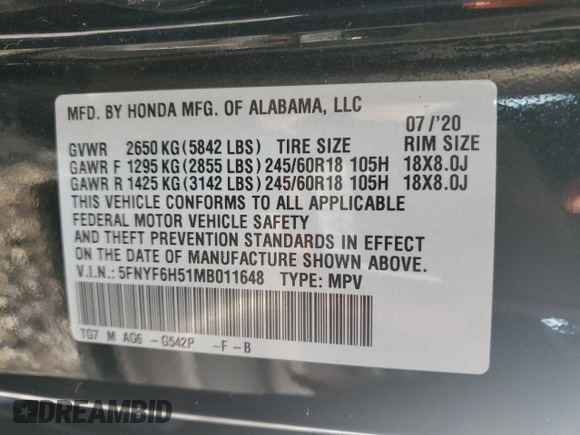 MFD. BY HONDA MFG. OF ALABAMA, LLC
07/'20
GVWR 2650 KG (5842 LBS) TIRE SIZE RIM SIZE
GAWR F 1295 KG (2855 LBS) 245/60R18 105H 18X8.0J
GAWR R 1425 KG (3142 LBS) 245/60R18 105H 18X8.0J
THIS VEHICLE CONFORMS TO ALL APPLICABLE
FEDERAL MOTOR VEHICLE SAFETY
AND THEFT PREVENTION STANDARDS IN EFFECT
ON THE DATE OF MANUFACTURE SHOWN ABOVE.
V.I.N.: 5FNYF6H51MB011648 TYPE: MPV
TG7 M AG6 -G542P -F-B
DREAMBID